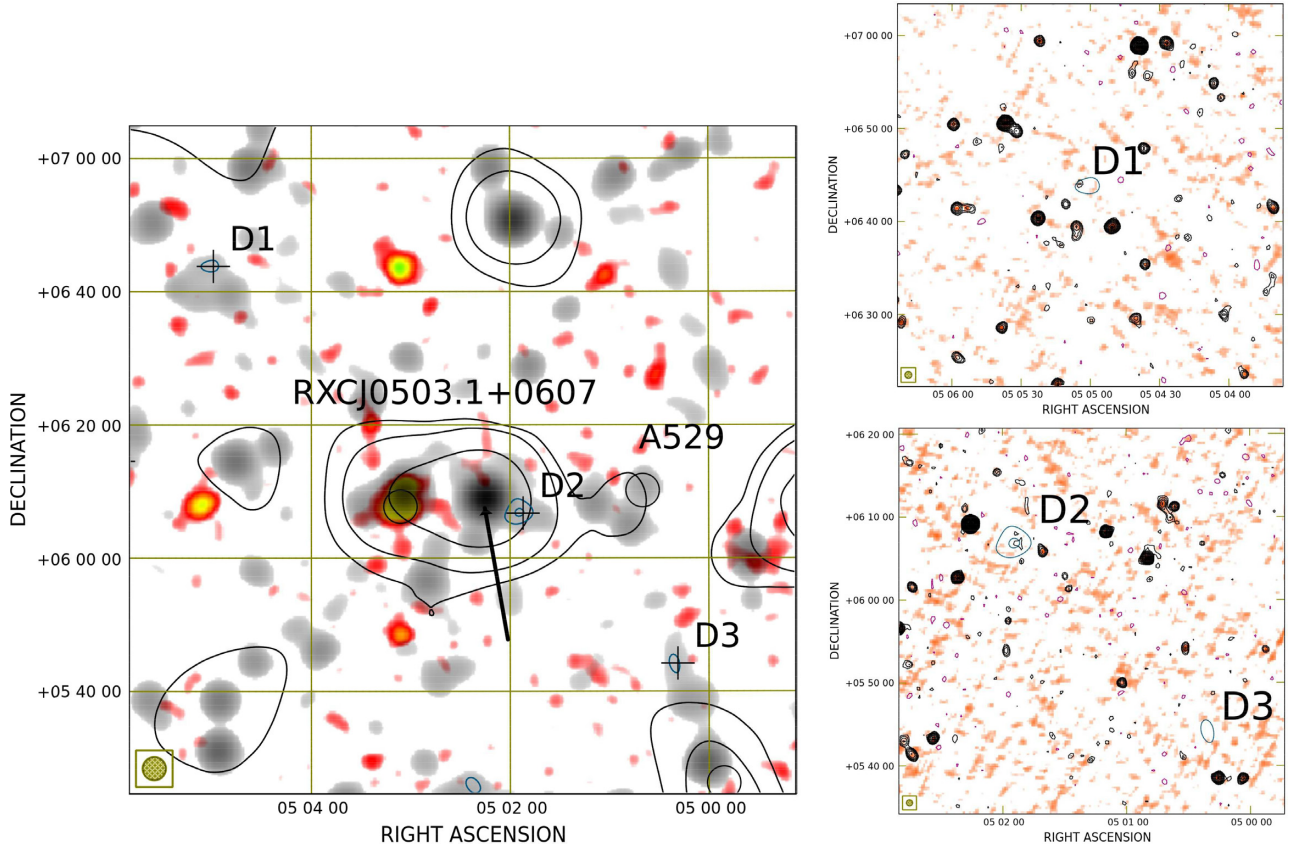 +07 00 00
D1
+06 40 00
RXCJ0503.1+0607
+06 20 00
A529
D2
+06 00 00
D3
+05 40 00
DECLINATION
05 04 00
05 02 00
05 00 00
RIGHT ASCENSION
+07 00 00
+06 50 00
D1
+06 40 00
+06 30 00
DECLINATION
05 06 00
05 05 30
05 05 00
05 04 30
05 04 00
RIGHT ASCENSION
+06 20 00
D2
+06 10 00
+06 00 00
+05 50 00
D3
+05 40 00
DECLINATION
05 02 00
05 01 00
05 00 00
RIGHT ASCENSION